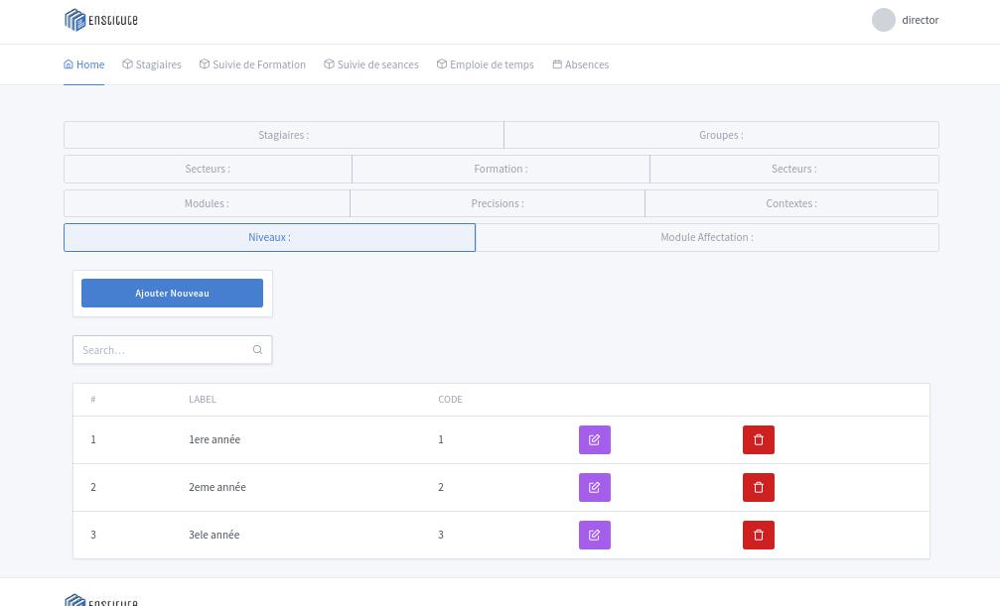 Enstitute
director
Home Stagiaires Suivie de Formation Suivie de seances Emploie de temps Absences
Stagiaires : Groupes :
Secteurs : Formation : Secteurs :
Modules : Precisions : Contextes :
Niveaux : Module Affectation :
Ajouter Nouveau
Search…
# LABEL CODE
1 1ere année 1
2 2eme année 2
3 3ele année 3
Enstitute